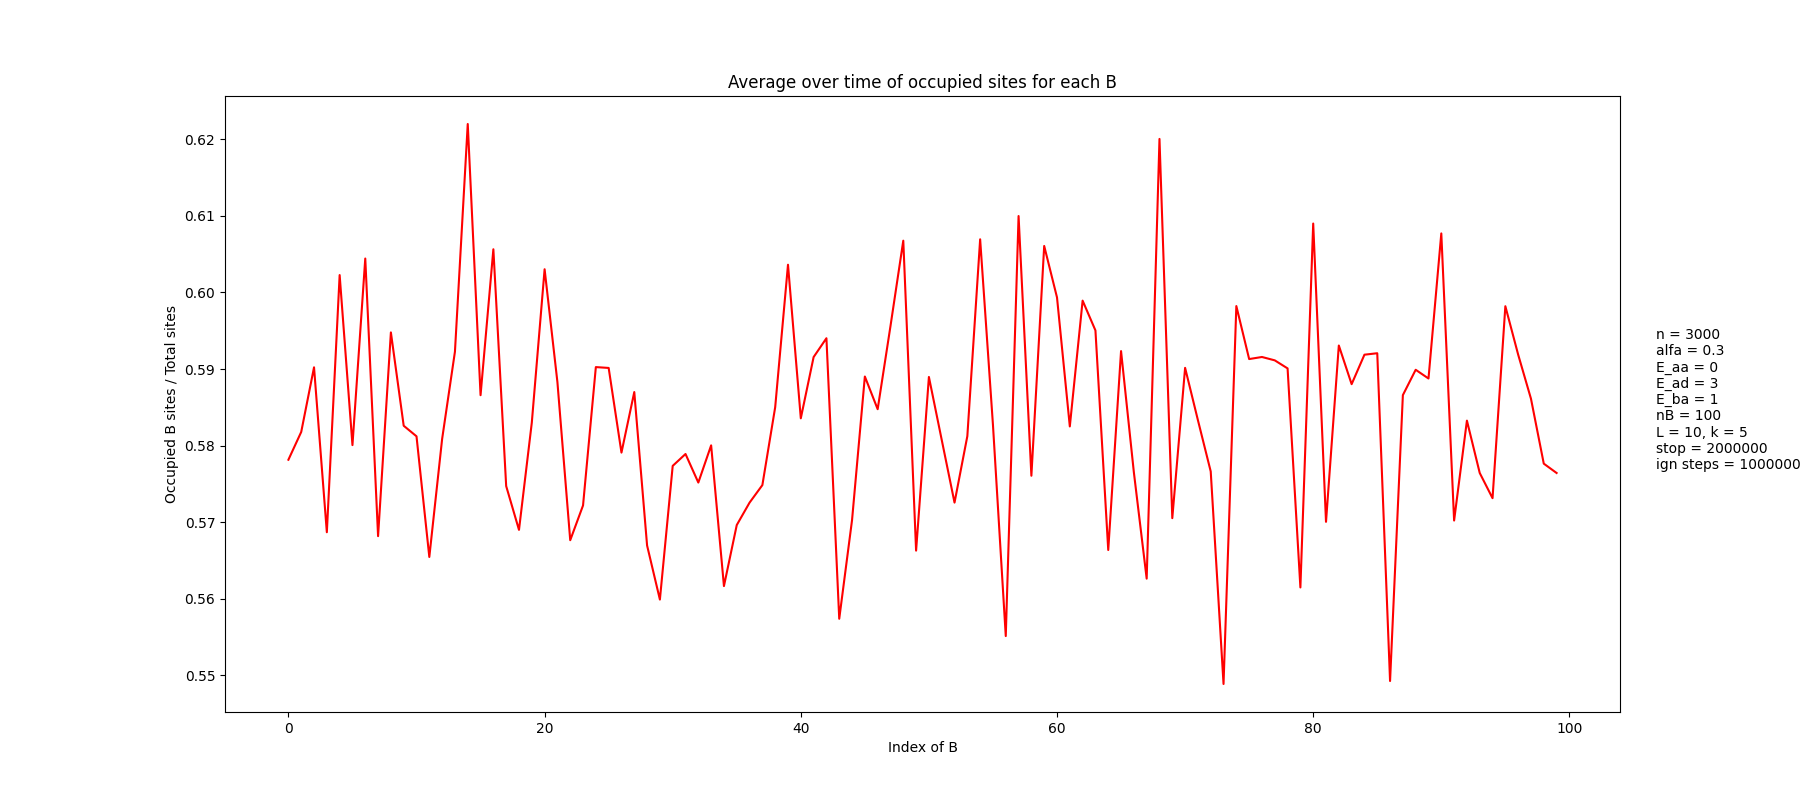 Average over time of occupied sites for each B
Occupied B sites / Total sites
0.62
0.61
0.60
0.59
0.58
0.57
0.56
0.55
0 20 40 60 80 100
Index of B
n = 3000
alfa = 0.3
E_aa = 0
E_ad = 3
E_ba = 1
nB = 100
L = 10, k = 5
stop = 2000000
ign steps = 1000000